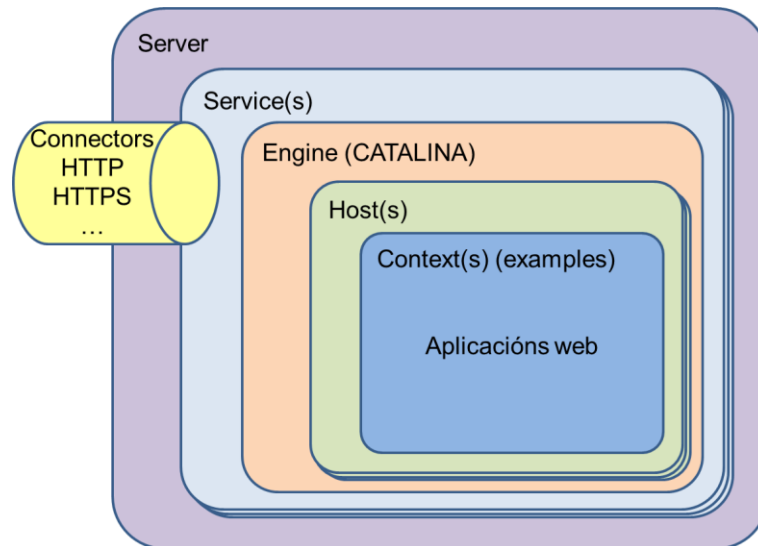 Server
Service(s)
Connectors
HTTP
HTTPS
...
Engine (CATALINA)
Host(s)
Context(s) (examples)
Aplicacións web